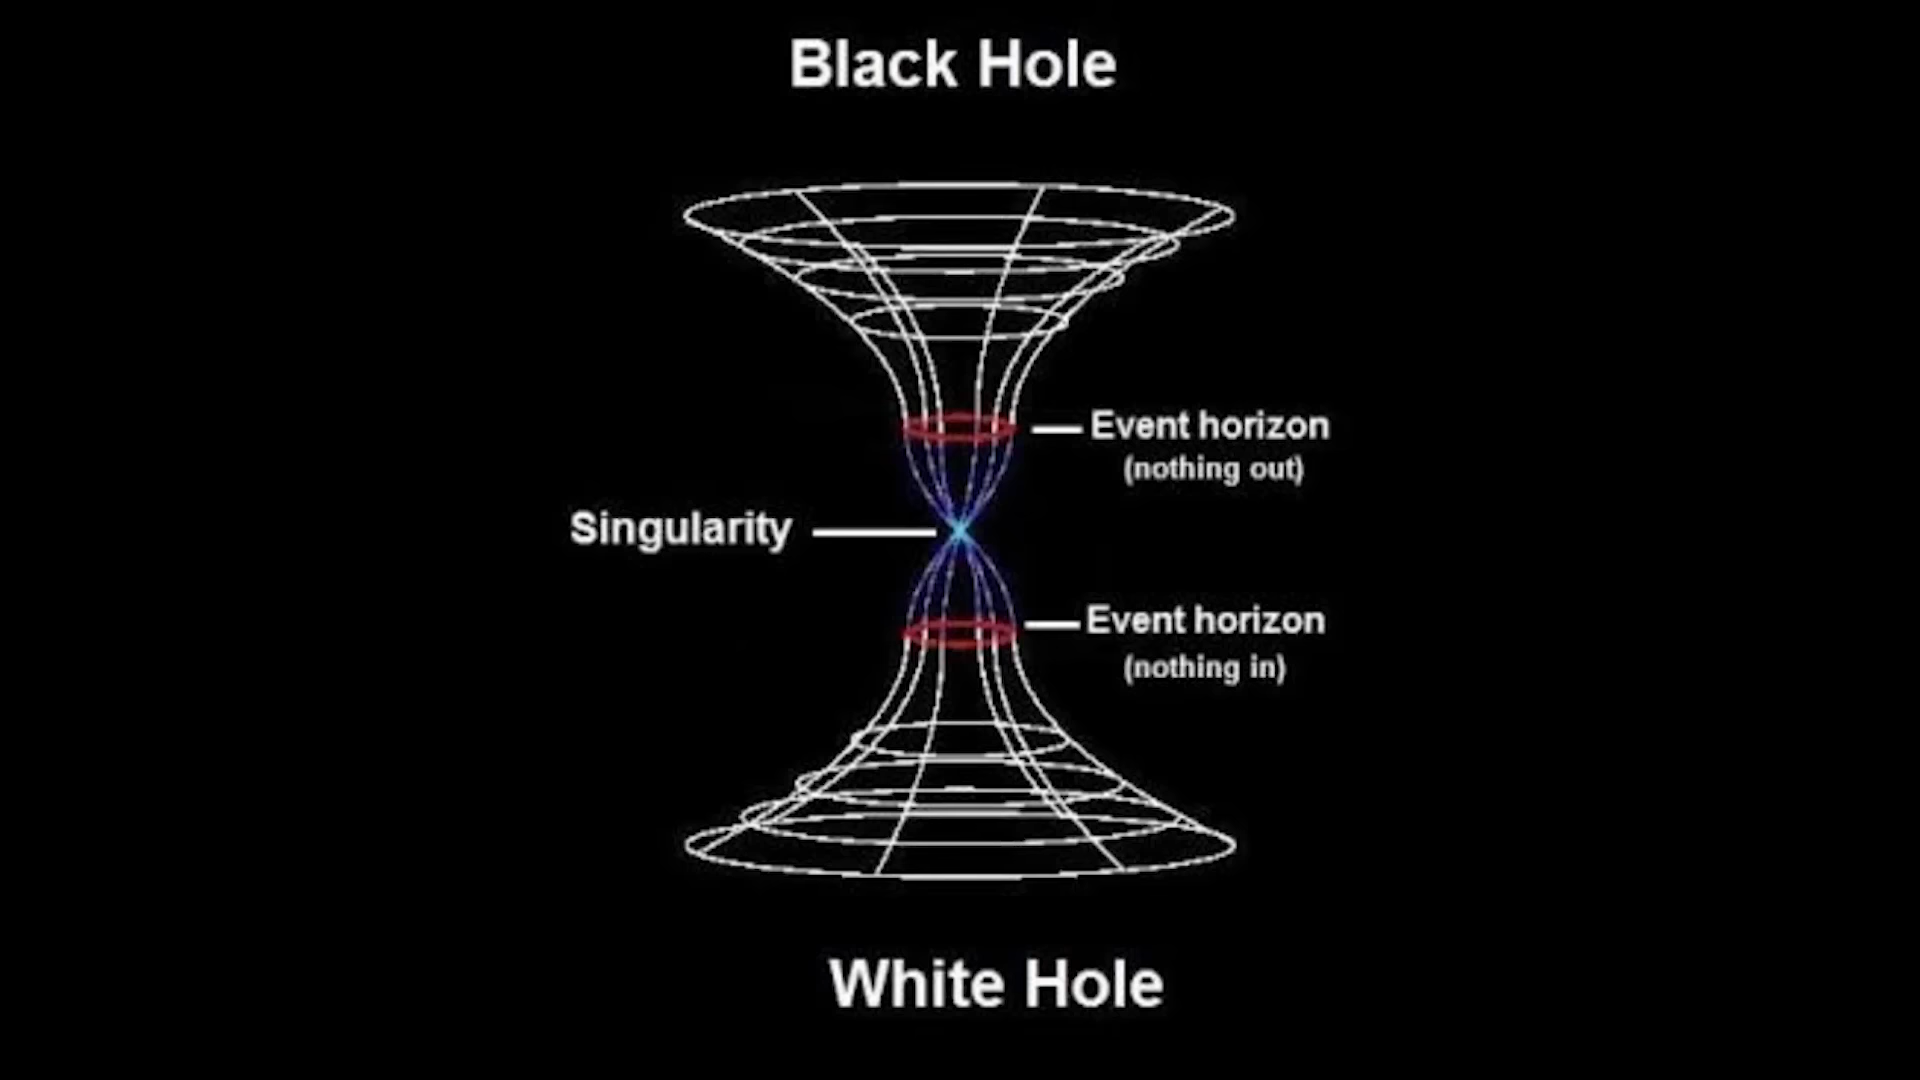 Black Hole
Event horizon
(nothing out)
Singularity
Event horizon
(nothing in)
White Hole